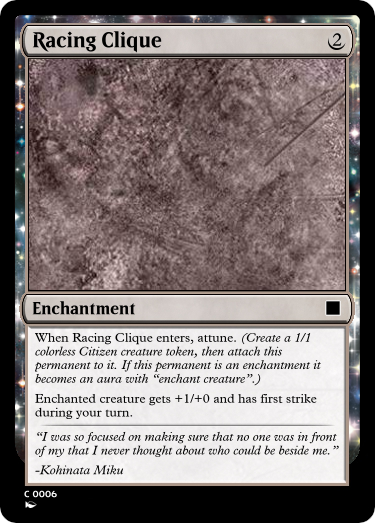 Racing Clique
2
Enchantment
When Racing Clique enters, attune. (Create a 1/1
colorless Citizen creature token, then attach this
permanent to it. If this permanent is an enchantment it
becomes an aura with “enchant creature”.)
Enchanted creature gets +1/+0 and has first strike
during your turn.
“I was so focused on making sure that no one was in front
of my that I never thought about who could be beside me.”
-Kohinata Miku
C 0006